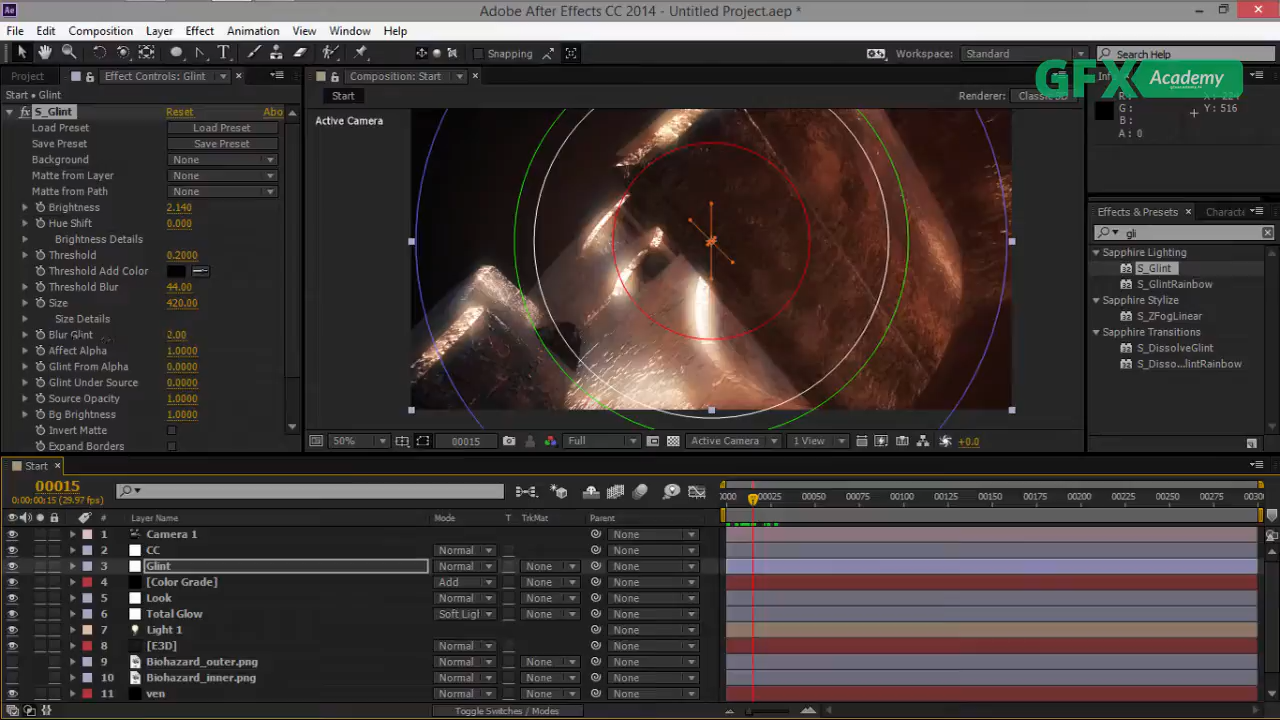 Adobe After Effects CC 2014 - Untitled Project.aep *
File Edit Composition Layer Effect Animation View Window Help
Snapping
Workspace: Standard
Search Help
GFX Academy
Project
Effect Controls: Glint
Composition: Start
Start • Glint
Start
Renderer:
R:
G:
B:
A: 0
Y: 516
S_Glint Reset Abo
Load Preset Load Preset
Save Preset Save Preset
Background None
Matte from Layer None
Matte from Path None
Brightness 2.140
Hue Shift 0.000
Brightness Details
Threshold 0.2000
Threshold Add Color
Threshold Blur 44.00
Size 420.00
Size Details
Blur Glint 2.00
Affect Alpha 1.0000
Glint From Alpha 0.0000
Glint Under Source 0.0000
Source Opacity 1.0000
Bg Brightness 1.0000
Invert Matte
Expand Borders
Active Camera
Effects & Presets
Characte
gli
Sapphire Lighting
S_Glint
S_GlintRainbow
Sapphire Stylize
S_ZFogLinear
Sapphire Transitions
S_DissolveGlint
S_Disso...lintRainbow
50% 00015 Full Active Camera 1 View +0.0
Start
00015
0:00:00:15 (29.97 fps)
0000 00025 00050 00075 00100 00125 00150 00175 00200 00225 00250 00275 003
# Layer Name Mode T TrkMat Parent
1 Camera 1 None
2 CC Normal None
3 Glint Normal None None
4 [Color Grade] Add None None
5 Look Normal None None
6 Total Glow Soft Ligh None None
7 Light 1 None
8 [E3D] Normal None None
9 Biohazard_outer.png Normal None None
10 Biohazard_inner.png Normal None None
11 ven Normal None None
Toggle Switches / Modes